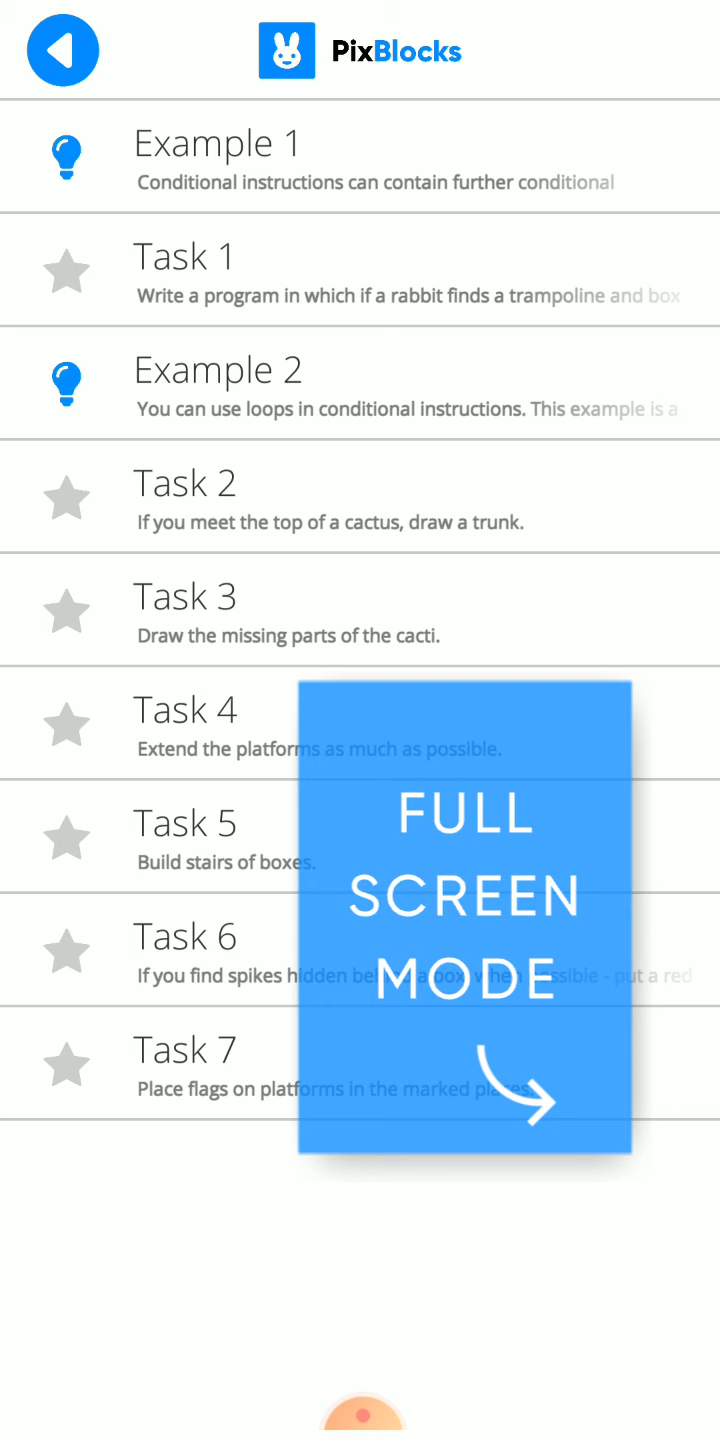 PixBlocks
Example 1
Conditional instructions can contain further conditional
Task 1
Write a program in which if a rabbit finds a trampoline and box
Example 2
You can use loops in conditional instructions. This example is a
Task 2
If you meet the top of a cactus, draw a trunk.
Task 3
Draw the missing parts of the cacti.
Task 4
Extend the platforms as much as possible.
Task 5
Build stairs of boxes.
Task 6
If you find spikes hidden behind a box, when possible - put a red
Task 7
Place flags on platforms in the marked places.
FULL
SCREEN
MODE